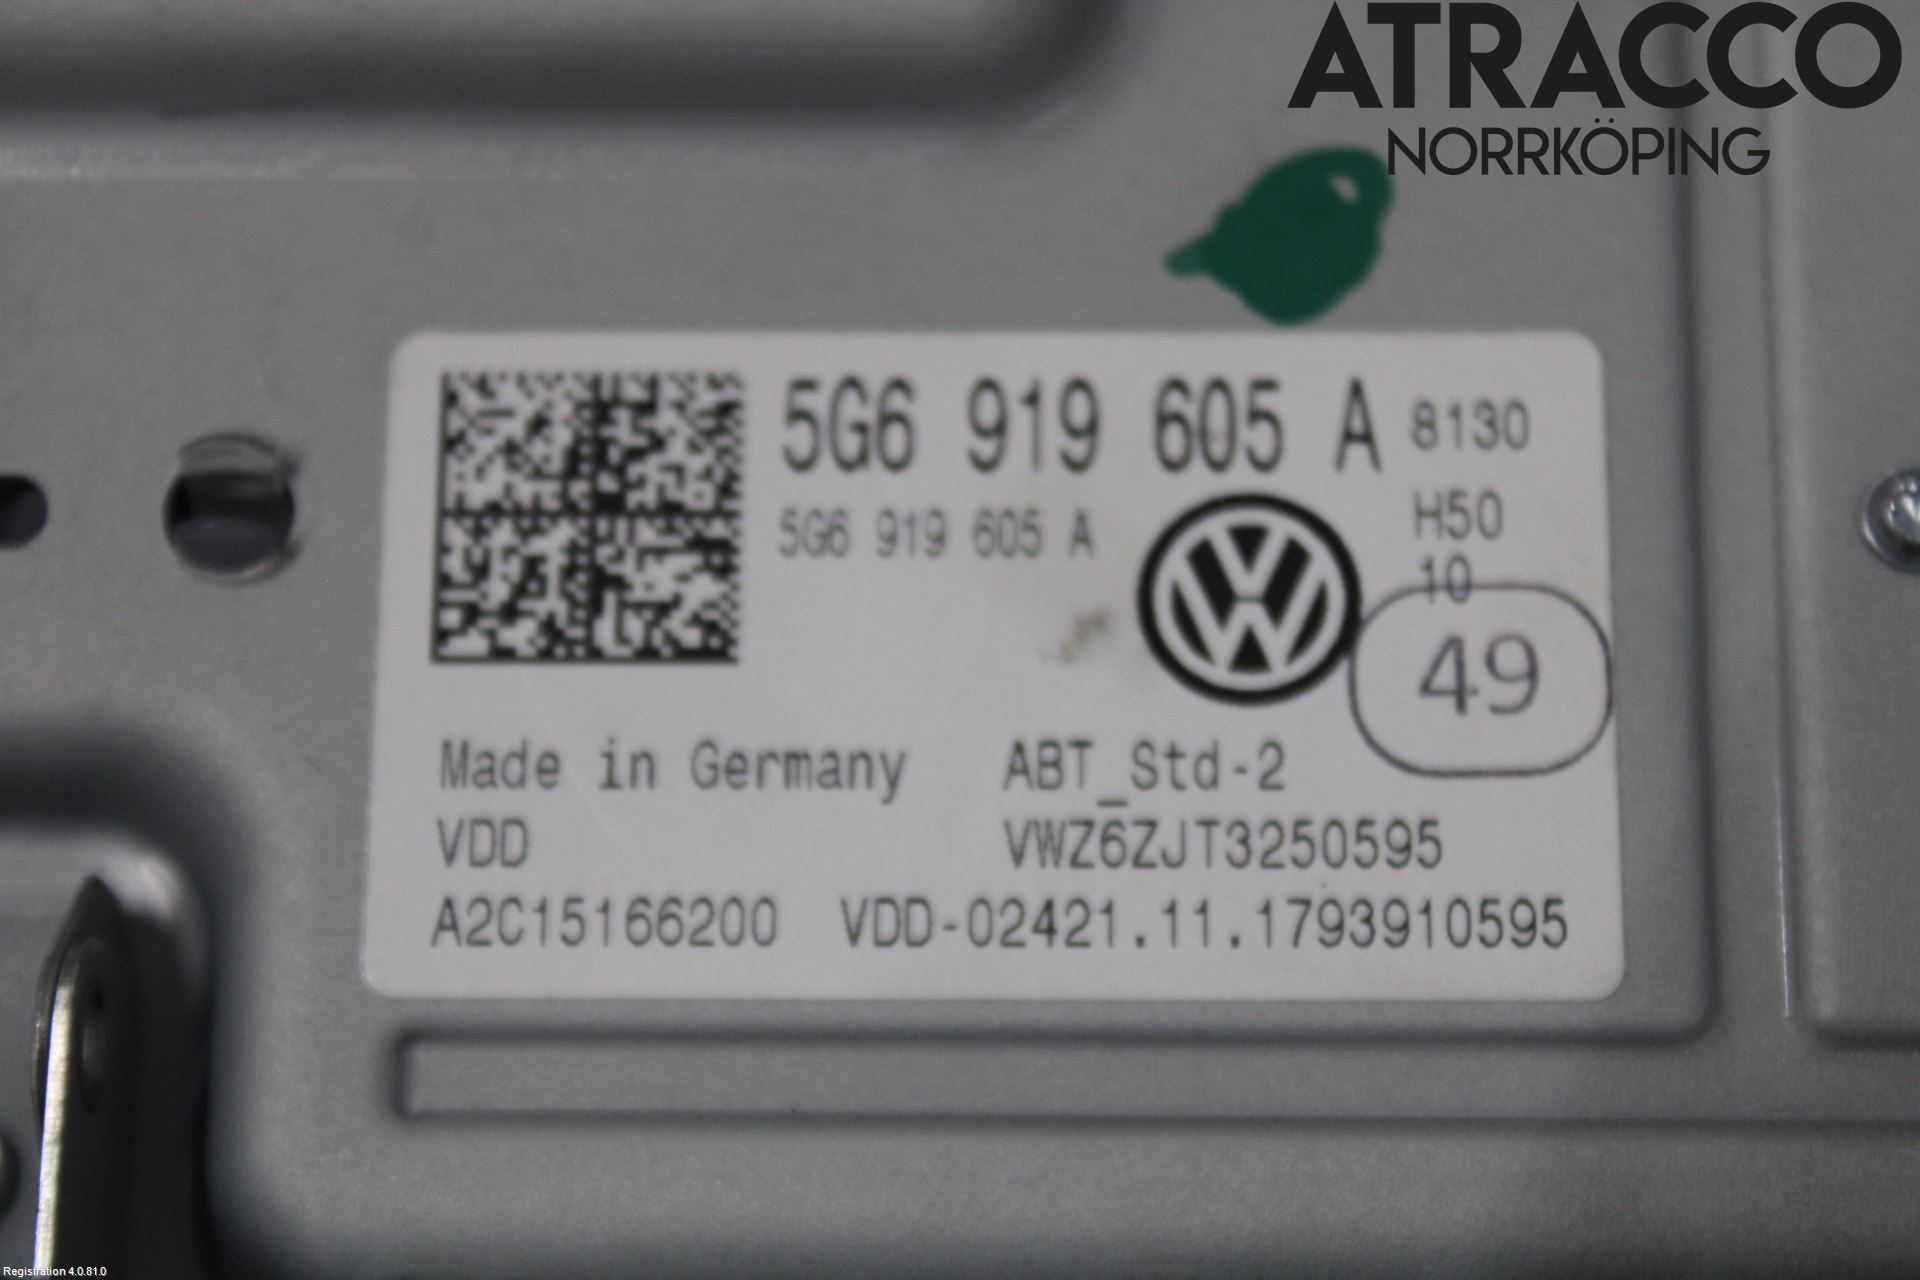 ATRACCO
NORRKÖPING
5G6 919 605 A 8130
5G6 919 605 A
H50
10
49
Made in Germany ABT_Std-2
VDD VWZ6ZJT3250595
A2C15166200 VDD-02421.11.1793910595
Registration 4.0.81.0